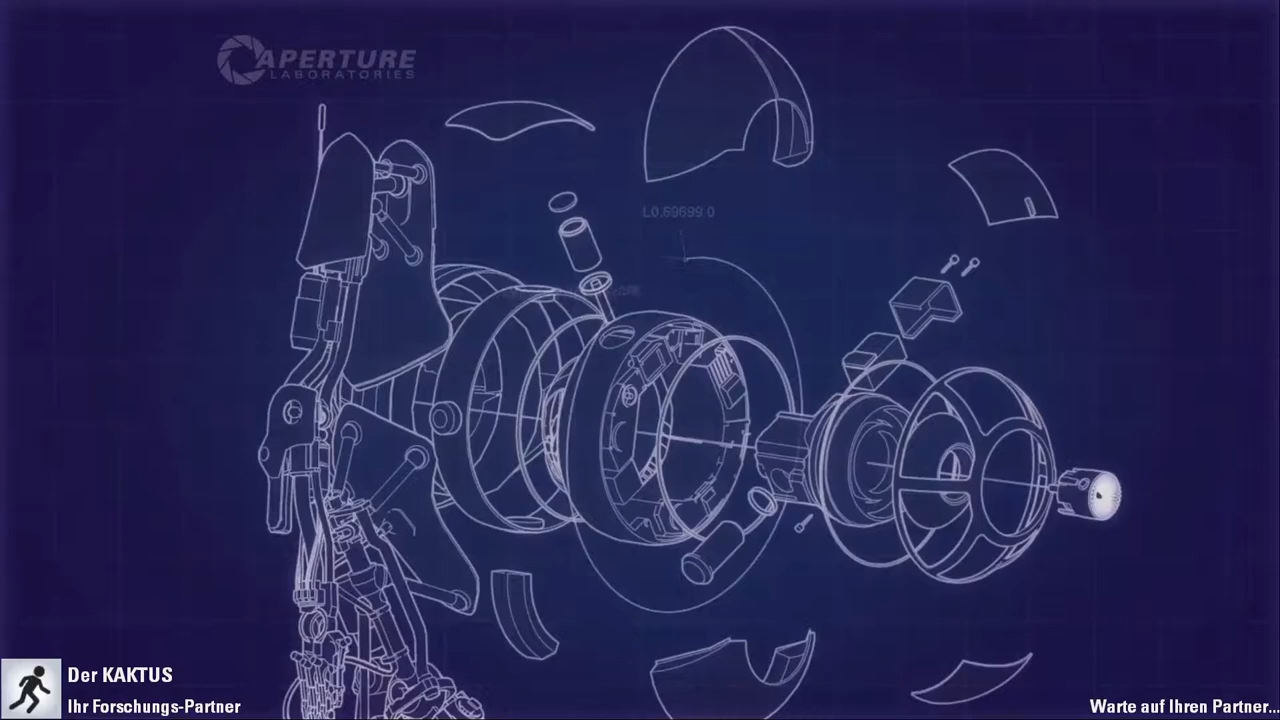 APERTURE
LABORATORIES
L0.69699.0
Der KAKTUS
Ihr Forschungs-Partner
Warte auf Ihren Partner...